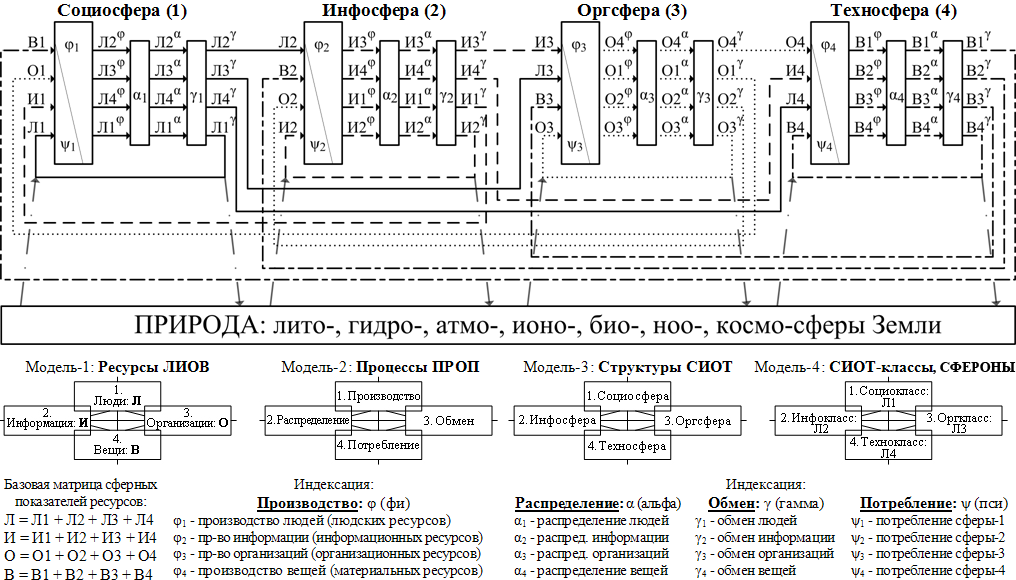 Социосфера (1) Инфосфера (2) Оргсфера (3) Техносфера (4)
В1 φ1 Л2φ Л2α Л2γ Л2 φ2 И3φ И3α И3γ И3 φ3 О4φ О4α О4γ О4 φ4 В1φ В1α В1γ
О1 Л3φ Л3α Л3γ В2 И4φ И4α И4γ Л3 О1φ О1α О1γ И4 В2φ В2α В2γ
И1 Л4φ α1 Л4α γ1 Л4γ О2 И1φ α2 И1α γ2 И1γ В3 О2φ α3 О2α γ3 О2γ Л4 В3φ α4 В3α γ4 В3γ
Л1 ψ1 Л1φ Л1α Л1γ И2 ψ2 И2φ И2α И2γ О3 ψ3 О3φ О3α О3γ В4 ψ4 В4φ В4α В4γ
ПРИРОДА: лито-, гидро-, атмо-, ионо-, био-, ноо-, космо-сферы Земли
Модель-1: Ресурсы ЛИОВ
1.
Люди: Л
2.
Информация: И
3.
Организации: О
4.
Вещи: В
Модель-2: Процессы ПРОП
1.Производство
2.Распределение
3. Обмен
4. Потребление
Модель-3: Структуры СИОТ
1. Социосфера
2. Инфосфера
3. Оргсфера
4. Техносфера
Модель-4: СИОТ-классы, СФЕРОНЫ
1. Социокласс:
Л1
2. Инфокласс:
Л2
3. Оргкласс:
Л3
4. Технокласс:
Л4
Базовая матрица сферных
показателей ресурсов:
Л = Л1 + Л2 + Л3 + Л4
И = И1 + И2 + И3 + И4
О = О1 + О2 + О3 + О4
В = В1 + В2 + В3 + В4
Индексация:
Производство: φ (фи)
φ1 - производство людей (людских ресурсов)
φ2 - пр-во информации (информационных ресурсов)
φ3 - пр-во организаций (организационных ресурсов)
φ4 - производство вещей (материальных ресурсов)
Распределение: α (альфа)
α1 - распределение людей
α2 - распред. информации
α3 - распред. организаций
α4 - распределение вещей
Индексация:
Обмен: γ (гамма)
γ1 - обмен людей
γ2 - обмен информации
γ3 - обмен организаций
γ4 - обмен вещей
Потребление: ψ (пси)
ψ1 - потребление сферы-1
ψ2 - потребление сферы-2
ψ3 - потребление сферы-3
ψ4 - потребление сферы-4